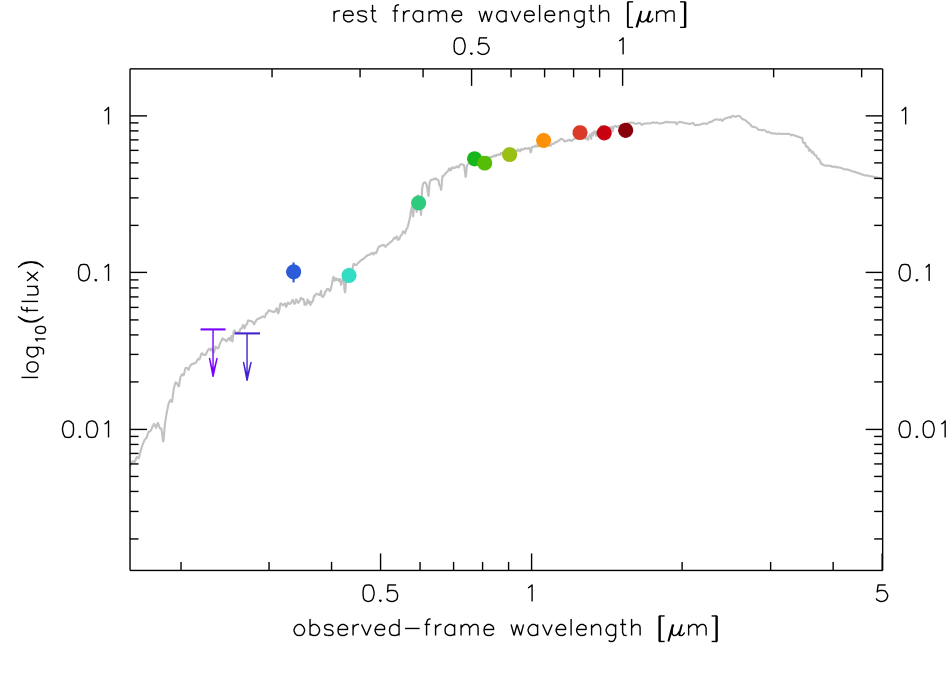 rest frame wavelength [μm]
0.5 1
1 1
0.1 0.1
0.01 0.01
log10(flux)
0.5 1 5
observed-frame wavelength [μm]